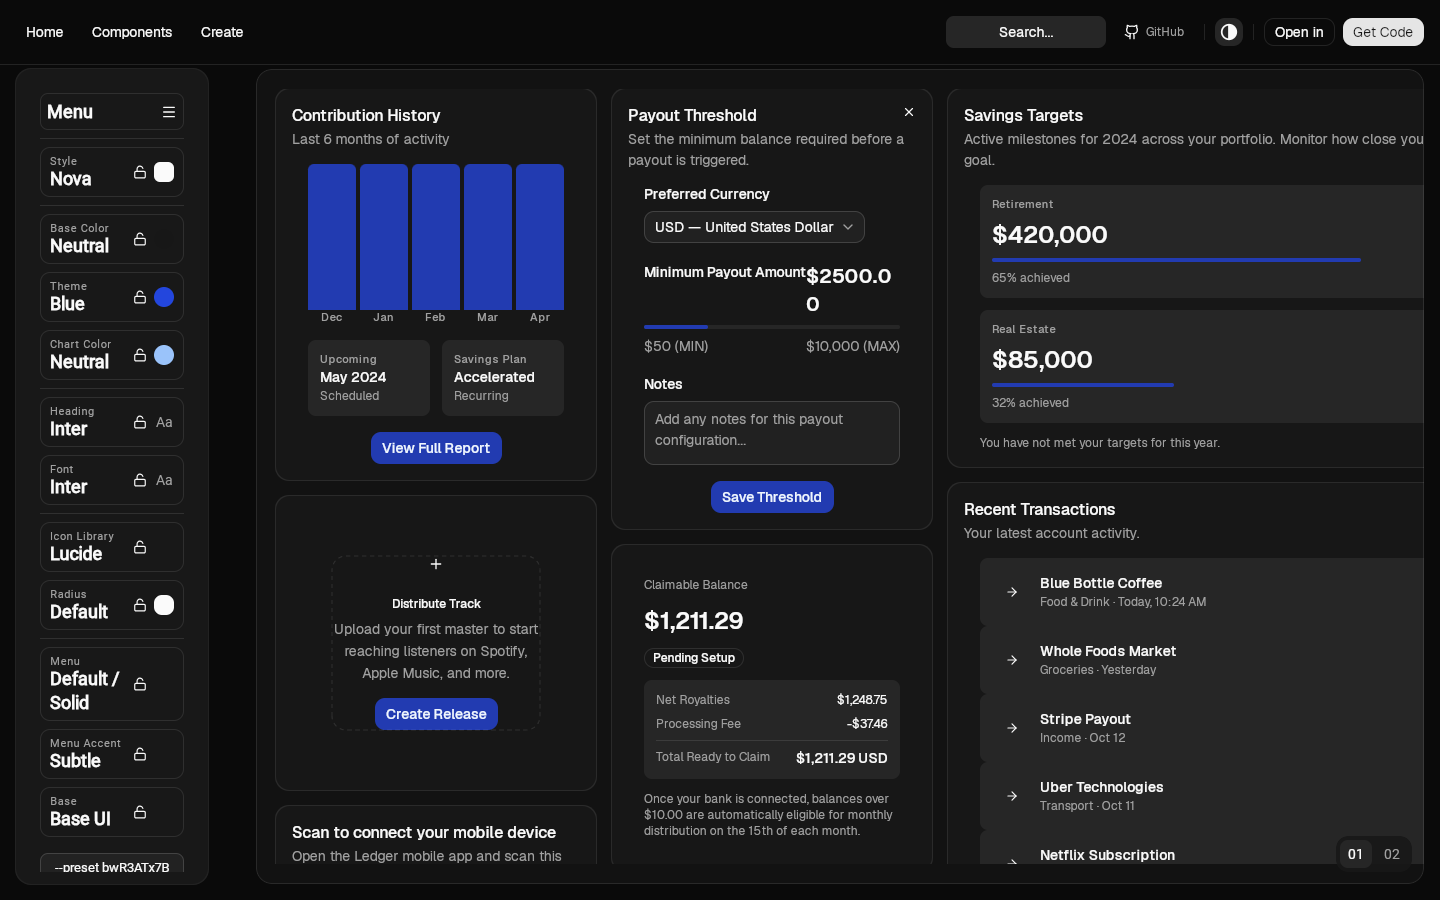 Home
Components
Create
Search...
GitHub
Open in
Get Code
Menu
Style
Nova
Base Color
Neutral
Theme
Blue
Chart Color
Neutral
Heading
Inter
Aa
Font
Inter
Aa
Icon Library
Lucide
Radius
Default
Menu
Default /
Solid
Menu Accent
Subtle
Base
Base UI
--preset bwR3ATx7B
Contribution History
Last 6 months of activity
Dec Jan Feb Mar Apr
Upcoming
May 2024
Scheduled
Savings Plan
Accelerated
Recurring
View Full Report
Distribute Track
Upload your first master to start
reaching listeners on Spotify,
Apple Music, and more.
Create Release
Scan to connect your mobile device
Open the Ledger mobile app and scan this
Payout Threshold
Set the minimum balance required before a
payout is triggered.
Preferred Currency
USD — United States Dollar
Minimum Payout Amount
$2500.0
0
$50 (MIN)
$10,000 (MAX)
Notes
Add any notes for this payout
configuration...
Save Threshold
Claimable Balance
$1,211.29
Pending Setup
Net Royalties
$1,248.75
Processing Fee
-$37.46
Total Ready to Claim
$1,211.29 USD
Once your bank is connected, balances over
$10.00 are automatically eligible for monthly
distribution on the 15th of each month.
Savings Targets
Active milestones for 2024 across your portfolio. Monitor how close you
goal.
Retirement
$420,000
65% achieved
Real Estate
$85,000
32% achieved
You have not met your targets for this year.
Recent Transactions
Your latest account activity.
Blue Bottle Coffee
Food & Drink · Today, 10:24 AM
Whole Foods Market
Groceries · Yesterday
Stripe Payout
Income · Oct 12
Uber Technologies
Transport · Oct 11
Netflix Subscription
01 02